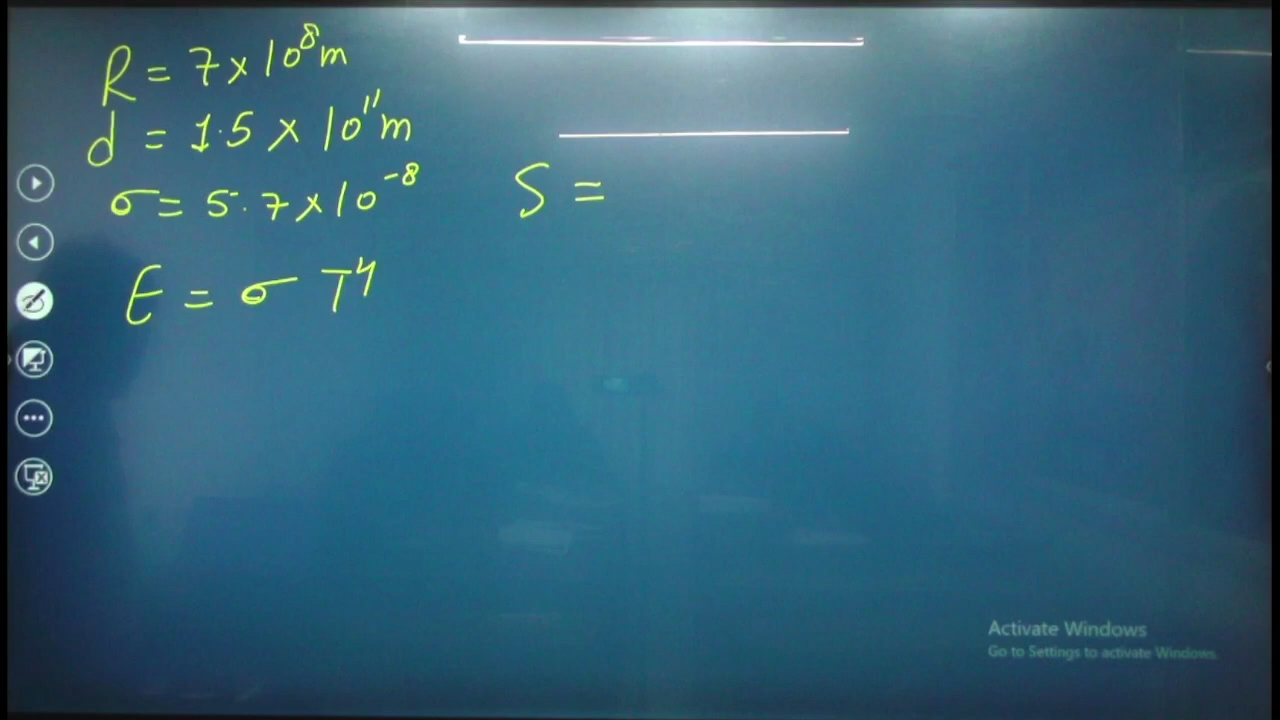 R = 7 × 10⁸ m
d = 1.5 × 10¹¹ m
σ = 5.7 × 10⁻⁸
S =
E = σ T⁴
Activate Windows
Go to Settings to activate Windows.